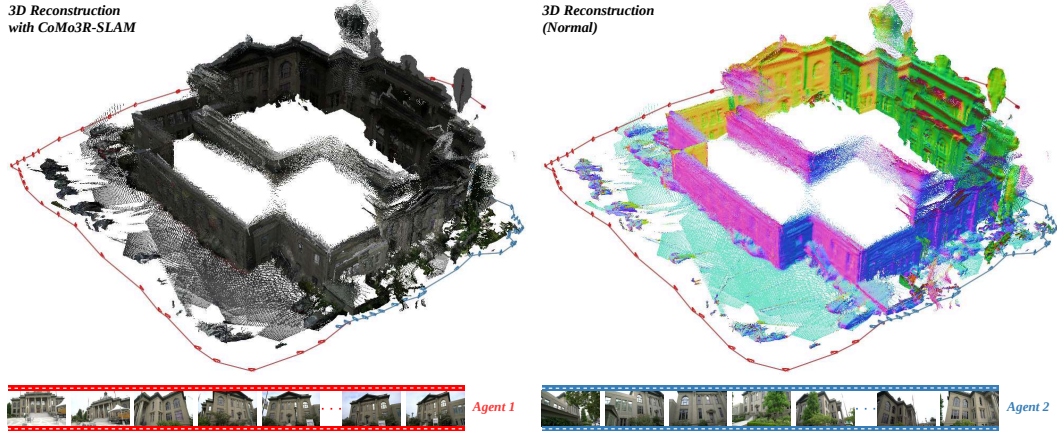 3D Reconstruction
with CoMo3R-SLAM
3D Reconstruction
(Normal)
Agent 1
Agent 2